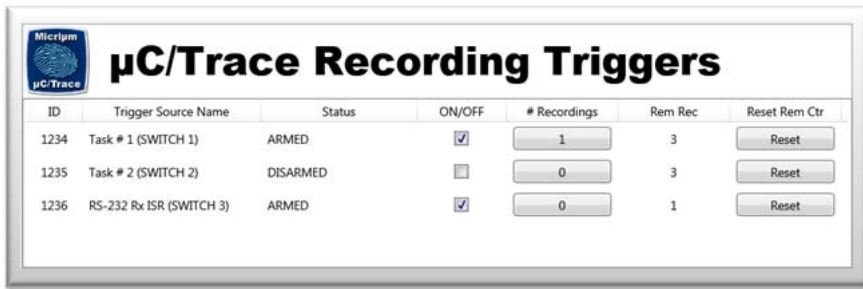 Micriµm
µC/Trace
µC/Trace Recording Triggers
ID Trigger Source Name Status ON/OFF # Recordings Rem Rec Reset Rem Ctr
1234 Task # 1 (SWITCH 1) ARMED 1 3 Reset
1235 Task # 2 (SWITCH 2) DISARMED 0 3 Reset
1236 RS-232 Rx ISR (SWITCH 3) ARMED 0 1 Reset